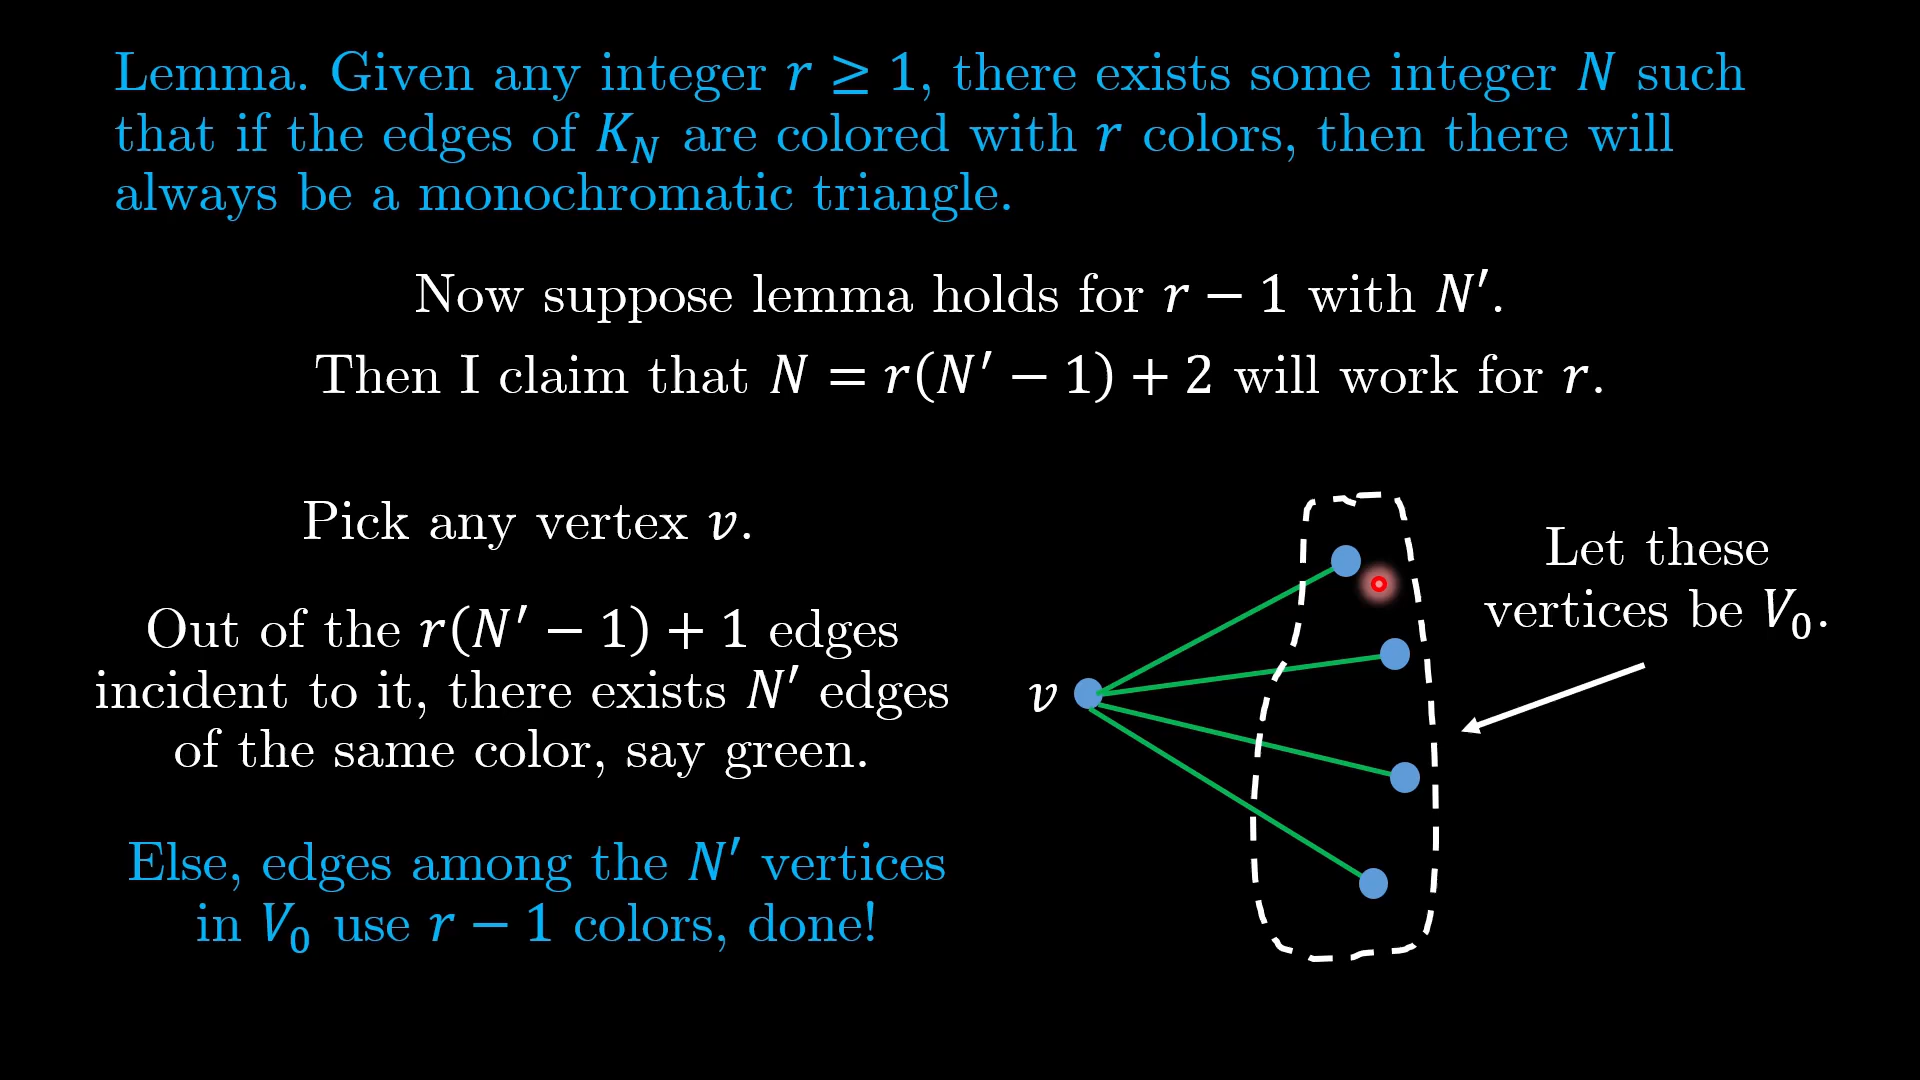 Lemma. Given any integer r ≥ 1, there exists some integer N such
that if the edges of K_N are colored with r colors, then there will
always be a monochromatic triangle.
Now suppose lemma holds for r − 1 with N′.
Then I claim that N = r(N′ − 1) + 2 will work for r.
Pick any vertex v.
Out of the r(N′ − 1) + 1 edges
incident to it, there exists N′ edges
of the same color, say green.
Else, edges among the N′ vertices
in V₀ use r − 1 colors, done!
v
Let these
vertices be V₀.